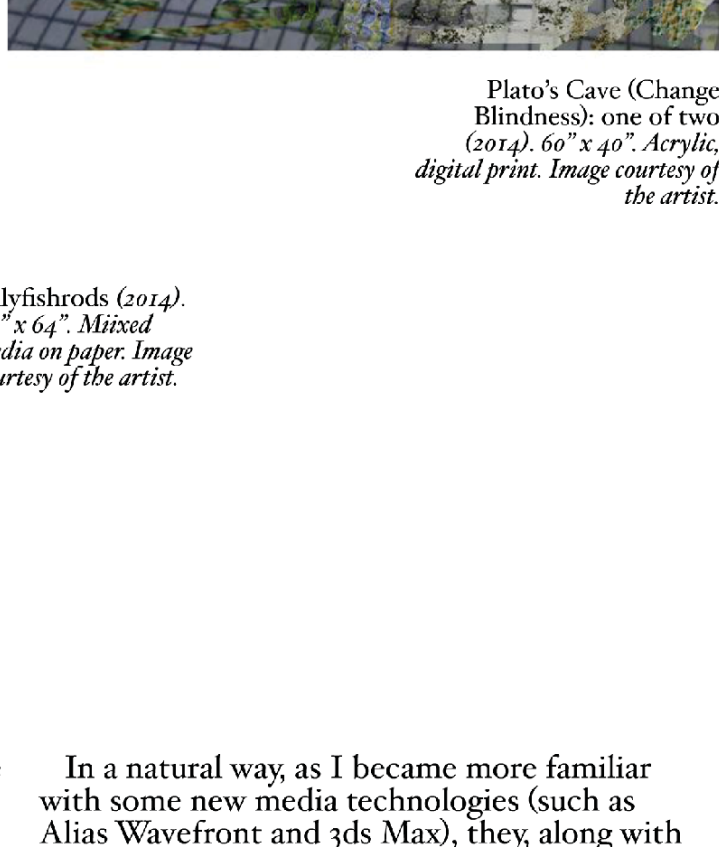 Plato’s Cave (Change
Blindness): one of two
(2014). 60” x 40”. Acrylic,
digital print. Image courtesy of
the artist.
lyfishrods (2014).
” x 64”. Miixed
dia on paper. Image
urtesy of the artist.
In a natural way, as I became more familiar
with some new media technologies (such as
Alias Wavefront and 3ds Max), they, along with